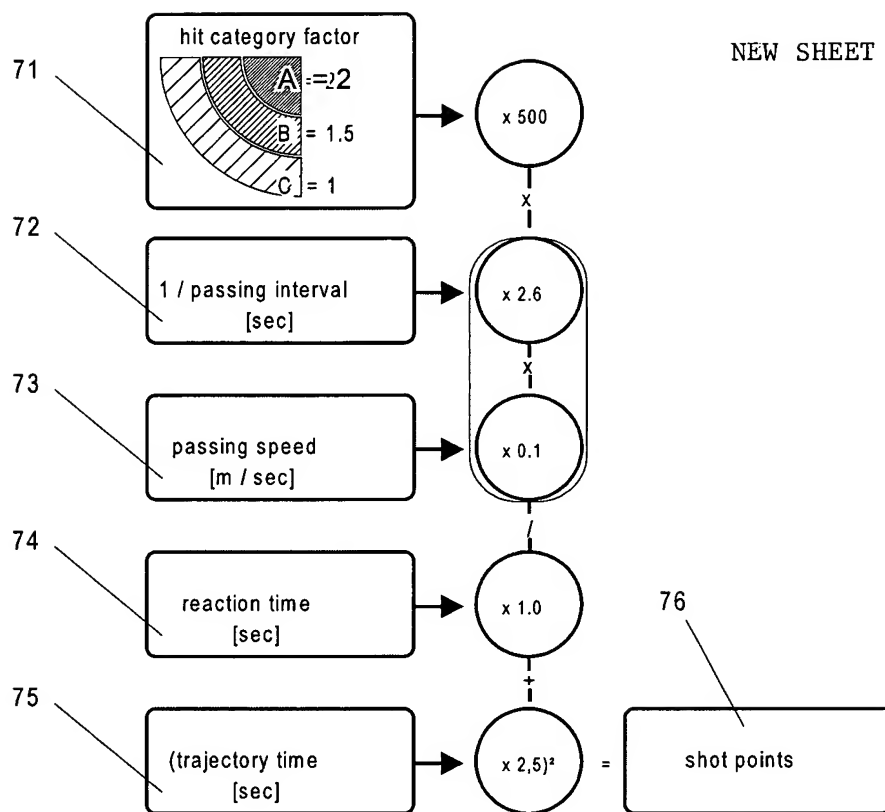 NEW SHEET
71
hit category factor
A = 2
B = 1.5
C = 1
x 500
x
72
1 / passing interval
[sec]
x 2.6
x
73
passing speed
[m / sec]
x 0.1
/
74
reaction time
[sec]
x 1.0
+
75
(trajectory time
[sec]
x 2,5)²
=
76
shot points